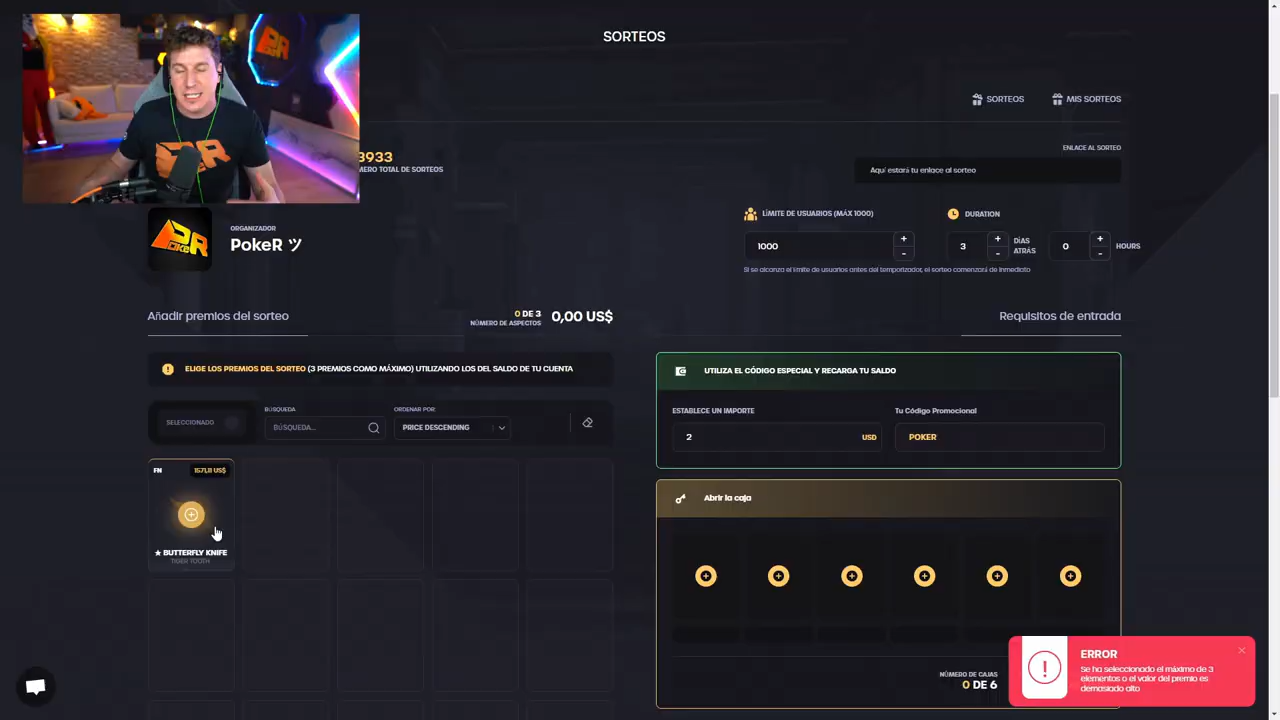 SORTEOS
SORTEOS
MIS SORTEOS
3933
MERO TOTAL DE SORTEOS
ENLACE AL SORTEO
Aquí estará tu enlace al sorteo
ORGANIZADOR
PokeR ツ
LÍMITE DE USUARIOS (MÁX 1000)
1000
+
-
DURATION
3
+
-
DÍAS
ATRÁS
0
+
-
HOURS
Si se alcanza el límite de usuarios antes del temporizador, el sorteo comenzará de inmediato
Añadir premios del sorteo
0 DE 3
NÚMERO DE ASPECTOS
0,00 US$
Requisitos de entrada
ELIGE LOS PREMIOS DEL SORTEO (3 PREMIOS COMO MÁXIMO) UTILIZANDO LOS DEL SALDO DE TU CUENTA
UTILIZA EL CÓDIGO ESPECIAL Y RECARGA TU SALDO
SELECCIONADO
BÚSQUEDA
BÚSQUEDA...
ORDENAR POR:
PRICE DESCENDING
ESTABLECE UN IMPORTE
2
USD
Tu Código Promocional
POKER
FN
★ BUTTERFLY KNIFE
TIGER TOOTH
Abrir la caja
NÚMERO DE CAJAS
0 DE 6
ERROR
Se ha seleccionado el máximo de 3
elementos o el valor del premio es
demasiado alto